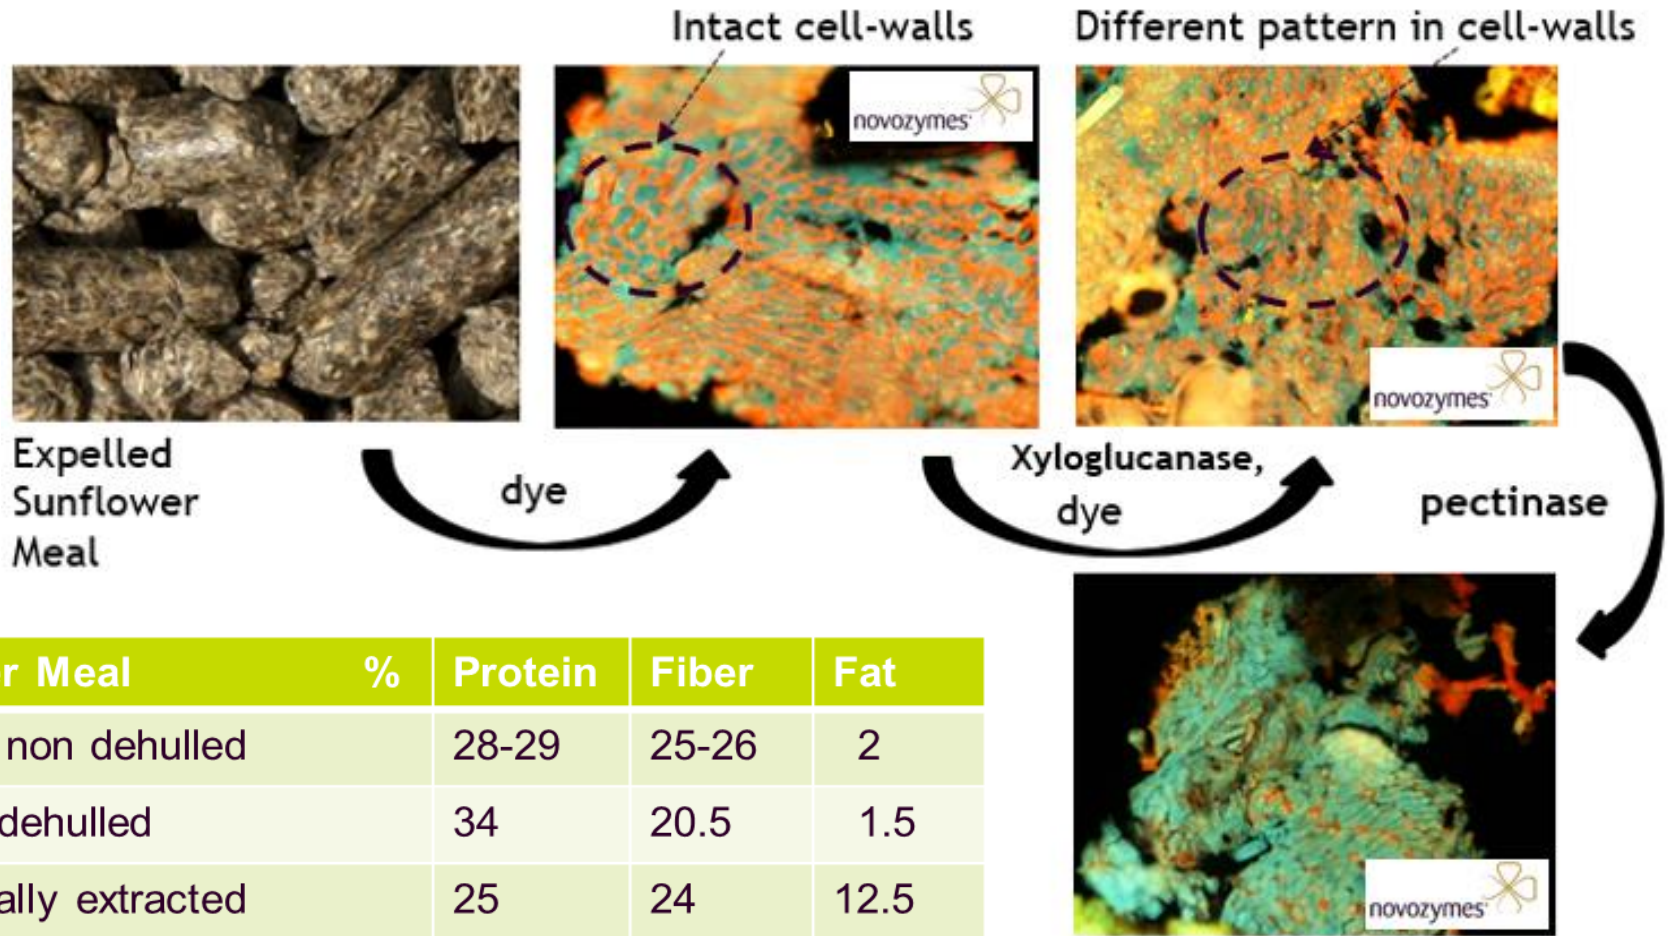 Intact cell-walls
Different pattern in cell-walls
novozymes
novozymes
Expelled
Sunflower
Meal
dye
Xyloglucanase,
dye
pectinase
Meal % Protein Fiber Fat
non dehulled 28-29 25-26 2
dehulled 34 20.5 1.5
extracted 25 24 12.5
novozymes